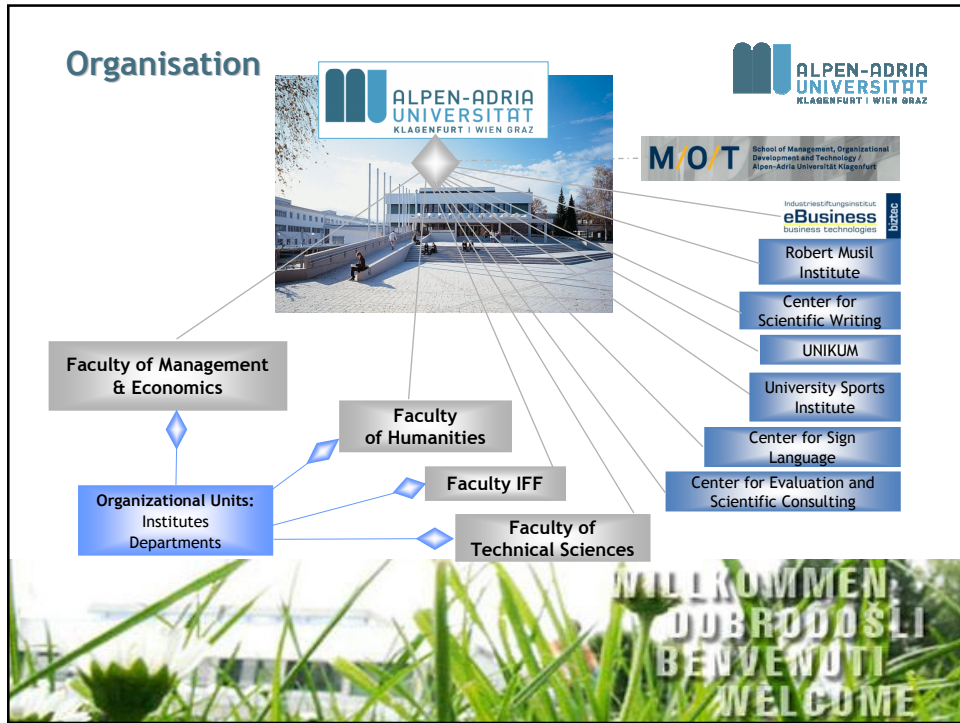 Organisation
ALPEN-ADRIA
UNIVERSITÄT
KLAGENFURT | WIEN GRAZ
ALPEN-ADRIA
UNIVERSITÄT
KLAGENFURT | WIEN GRAZ
M/O/T
School of Management, Organizational
Development and Technology /
Alpen-Adria Universität Klagenfurt
Industriestiftungsinstitut
eBusiness
business technologies
biztec
Robert Musil
Institute
Center for
Scientific Writing
UNIKUM
University Sports
Institute
Center for Sign
Language
Center for Evaluation and
Scientific Consulting
Faculty of Management
& Economics
Faculty
of Humanities
Faculty IFF
Faculty of
Technical Sciences
Organizational Units:
Institutes
Departments
WILLKOMMEN
DOBRODOŠLI
BENVENUTI
WELCOME